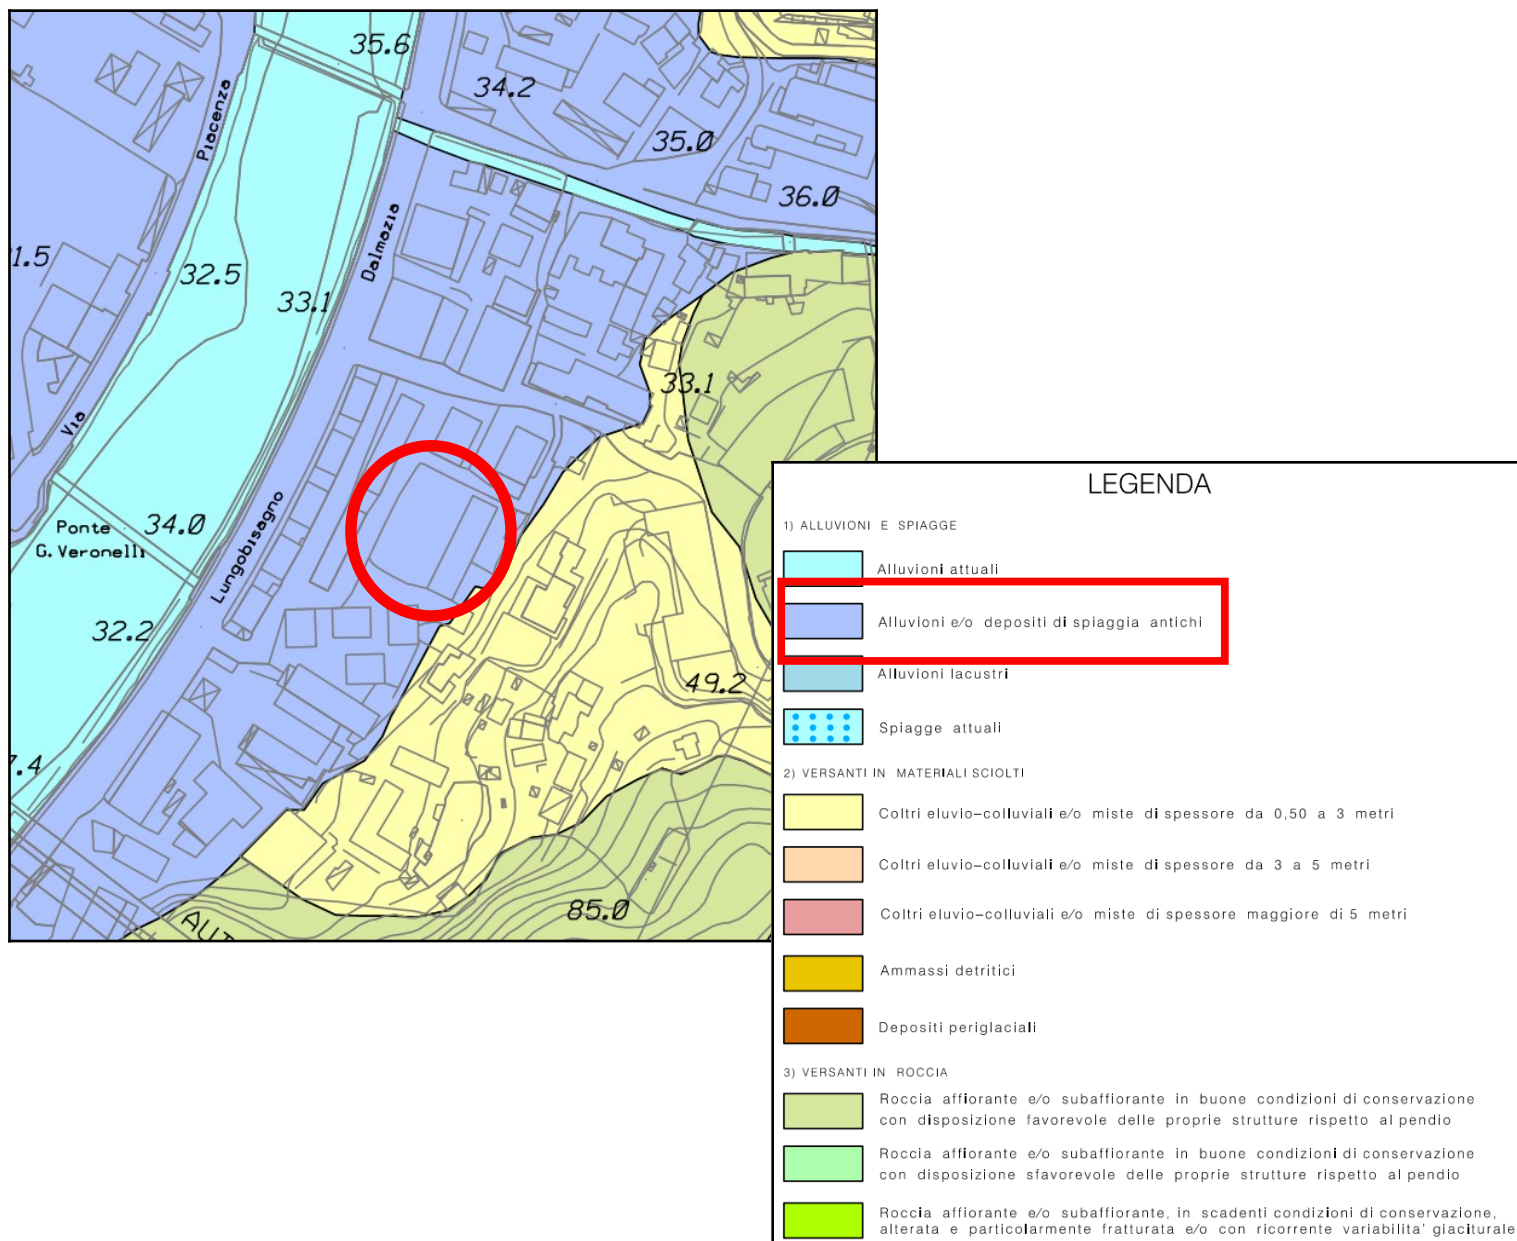 35.6
34.2
Piacenza
35.0
36.0
Dalmazia
1.5
32.5
33.1
33.1
Via
Ponte
G. Veronelli
34.0
Lungobisagno
32.2
49.2
7.4
85.0
AUT
LEGENDA
1) ALLUVIONI E SPIAGGE
Alluvioni attuali
Alluvioni e/o depositi di spiaggia antichi
Alluvioni lacustri
Spiagge attuali
2) VERSANTI IN MATERIALI SCIOLTI
Coltri eluvio-colluviali e/o miste di spessore da 0,50 a 3 metri
Coltri eluvio-colluviali e/o miste di spessore da 3 a 5 metri
Coltri eluvio-colluviali e/o miste di spessore maggiore di 5 metri
Ammassi detritici
Depositi periglaciali
3) VERSANTI IN ROCCIA
Roccia affiorante e/o subaffiorante in buone condizioni di conservazione
con disposizione favorevole delle proprie strutture rispetto al pendio
Roccia affiorante e/o subaffiorante in buone condizioni di conservazione
con disposizione sfavorevole delle proprie strutture rispetto al pendio
Roccia affiorante e/o subaffiorante, in scadenti condizioni di conservazione,
alterata e particolarmente fratturata e/o con ricorrente variabilita' giaciturale